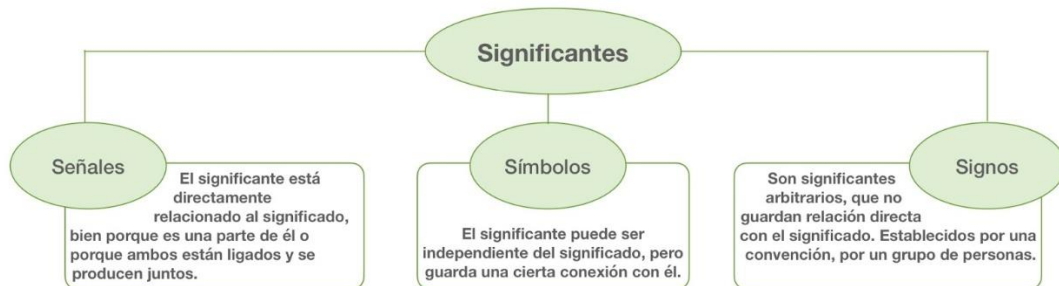 Significantes
Señales
El significante está
directamente
relacionado al significado,
bien porque es una parte de él o
porque ambos están ligados y se
producen juntos.
Símbolos
El significante puede ser
independiente del significado, pero
guarda una cierta conexión con él.
Signos
Son significantes
arbitrarios, que no
guardan relación directa
con el significado. Establecidos por una
convención, por un grupo de personas.